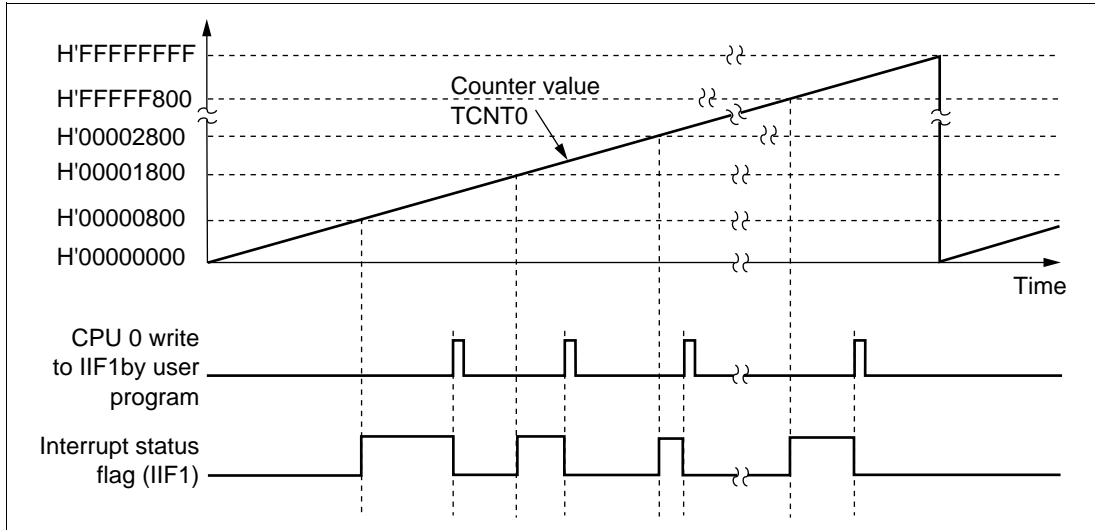 H'FFFFFFFF
H'FFFFF800
H'00002800
H'00001800
H'00000800
H'00000000
Counter value
TCNT0
Time
CPU 0 write
to IIF1by user
program
Interrupt status
flag (IIF1)